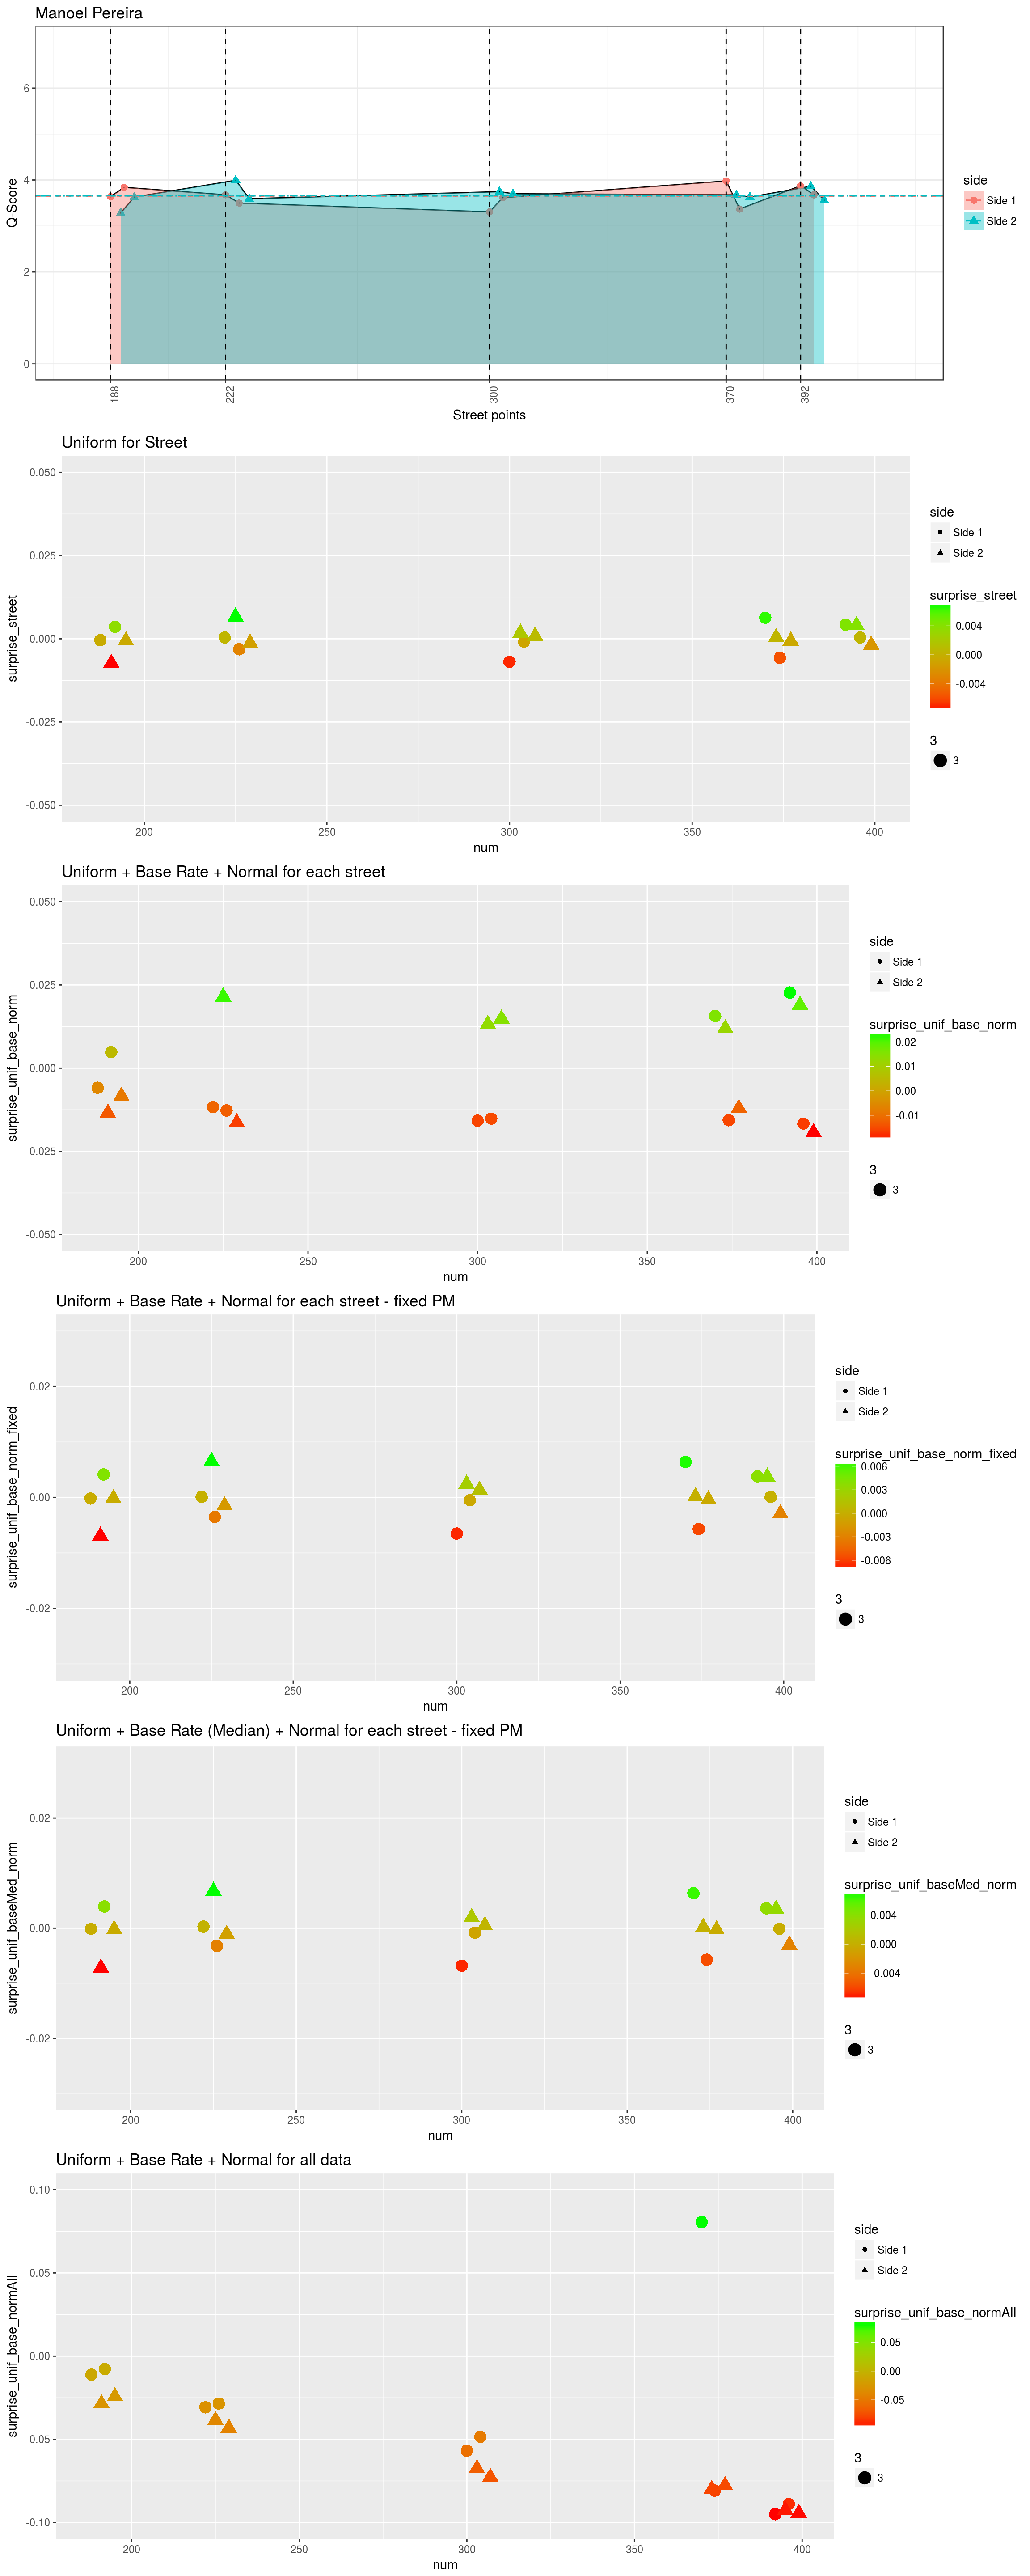 Manoel Pereira
6
4
2
0
Q-Score
188
222
300
370
392
Street points
side
Side 1
Side 2
Uniform for Street
0.050
0.025
0.000
-0.025
-0.050
surprise_street
200
250
300
350
400
num
side
Side 1
Side 2
surprise_street
0.004
0.000
-0.004
3
3
Uniform + Base Rate + Normal for each street
0.050
0.025
0.000
-0.025
-0.050
surprise_unif_base_norm
200
250
300
350
400
num
side
Side 1
Side 2
surprise_unif_base_norm
0.02
0.01
0.00
-0.01
3
3
Uniform + Base Rate + Normal for each street - fixed PM
0.02
0.00
-0.02
surprise_unif_base_norm_fixed
200
250
300
350
400
num
side
Side 1
Side 2
surprise_unif_base_norm_fixed
0.006
0.003
0.000
-0.003
-0.006
3
3
Uniform + Base Rate (Median) + Normal for each street - fixed PM
0.02
0.00
-0.02
surprise_unif_baseMed_norm
200
250
300
350
400
num
side
Side 1
Side 2
surprise_unif_baseMed_norm
0.004
0.000
-0.004
3
3
Uniform + Base Rate + Normal for all data
0.10
0.05
0.00
-0.05
-0.10
surprise_unif_base_normAll
200
250
300
350
400
num
side
Side 1
Side 2
surprise_unif_base_normAll
0.05
0.00
-0.05
3
3